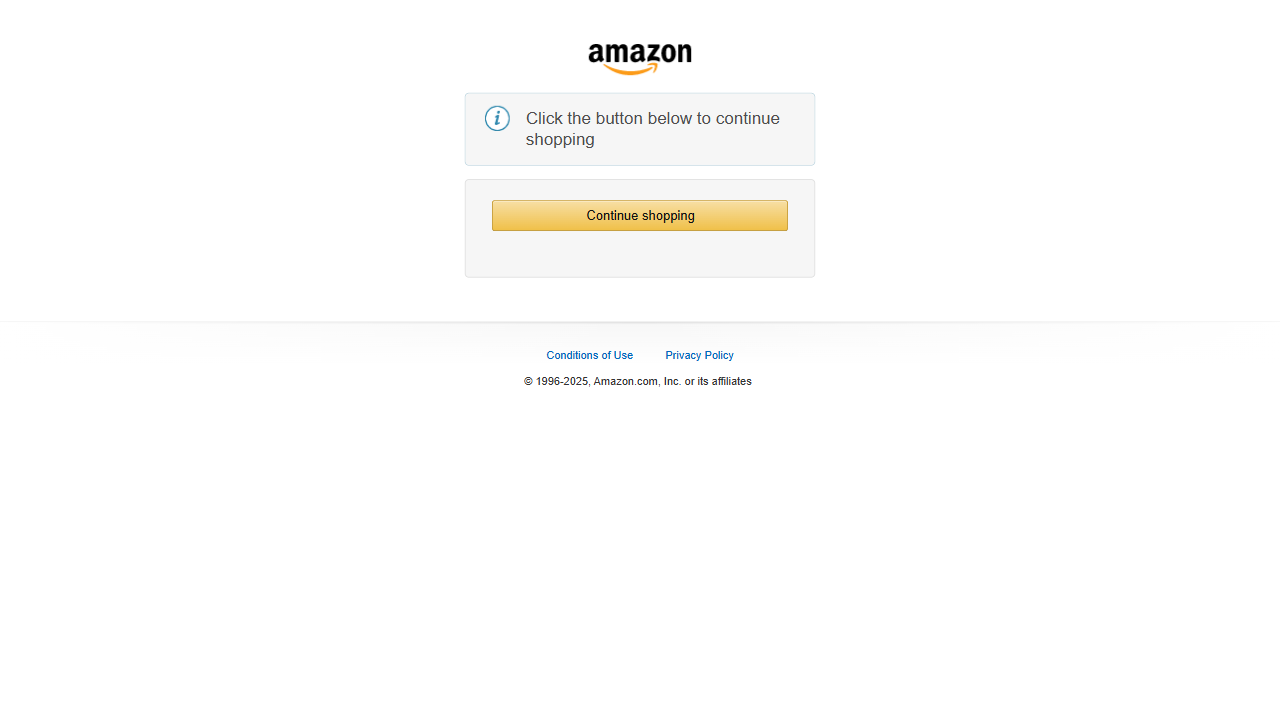 amazon
Click the button below to continue
shopping
Continue shopping
Conditions of Use Privacy Policy
© 1996-2025, Amazon.com, Inc. or its affiliates